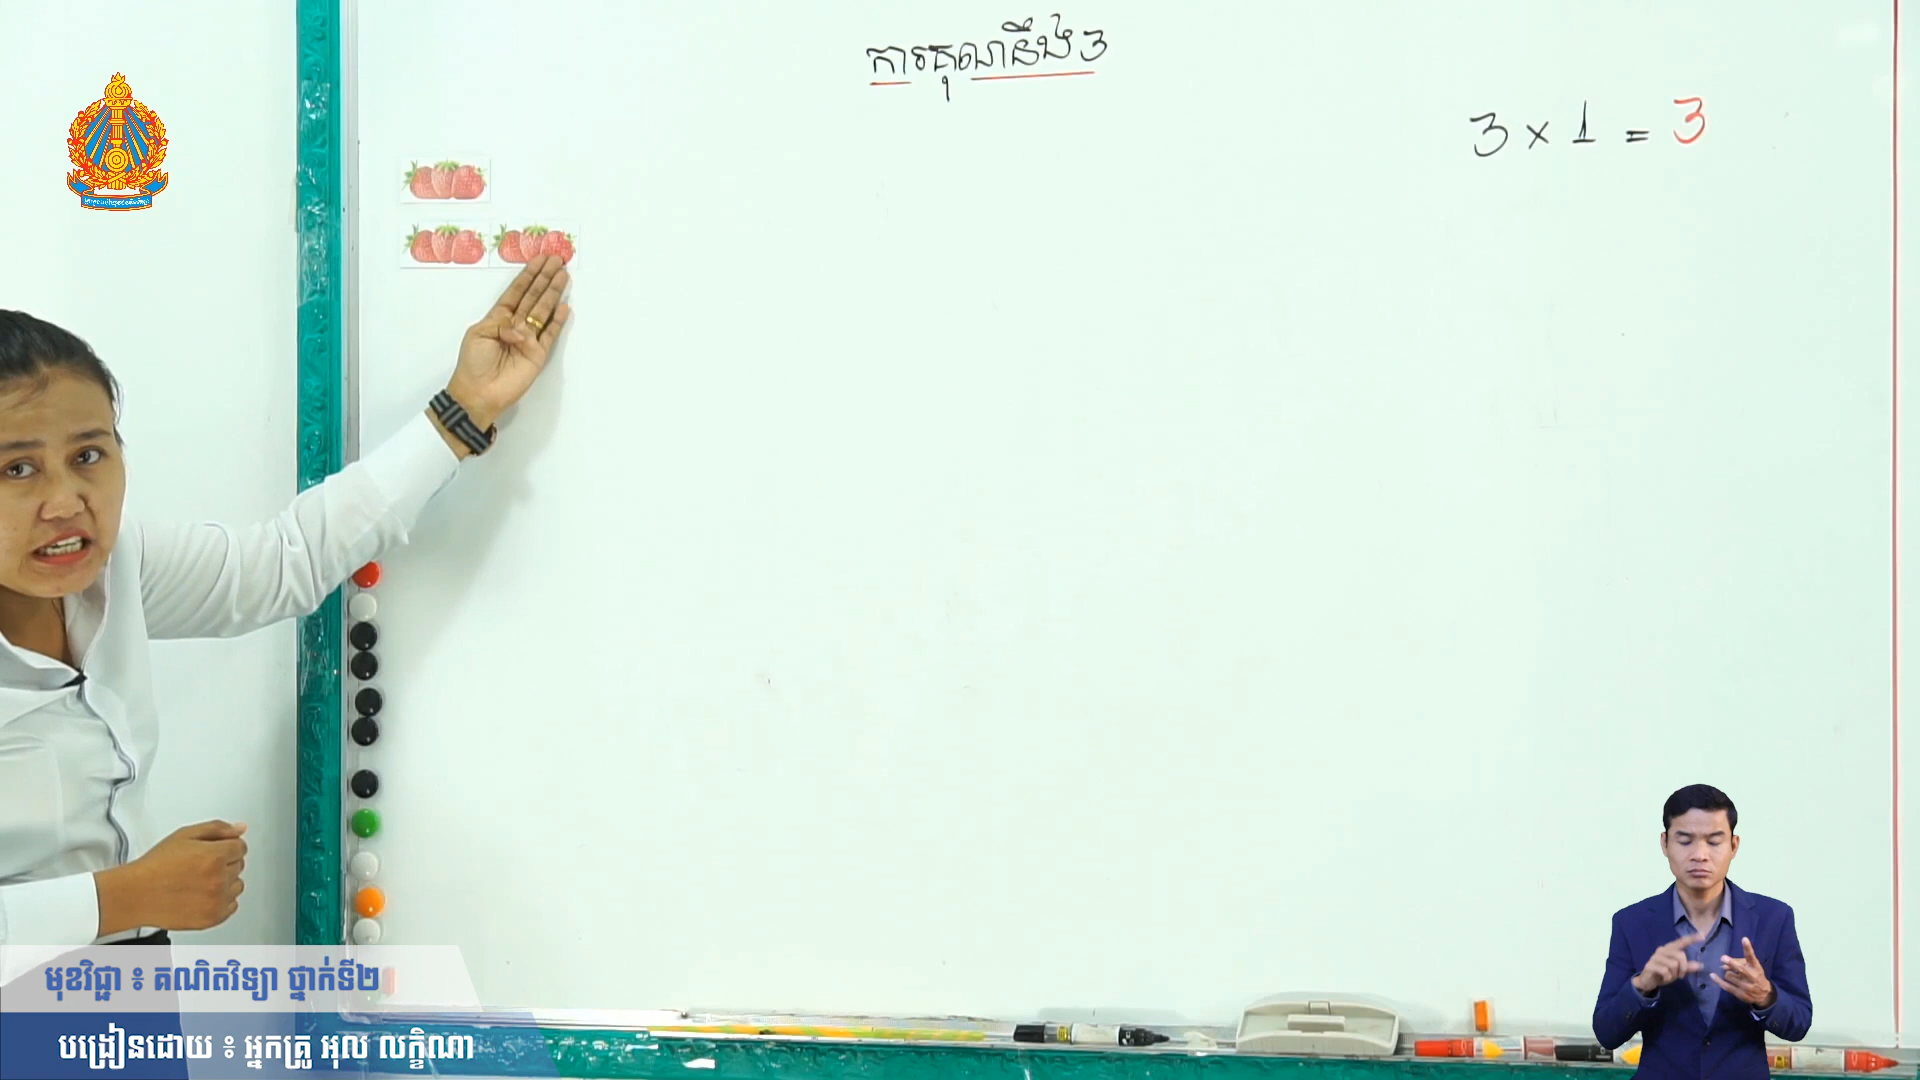 ការគុណនឹង 3
3 × 1 = 3
មុខវិជ្ជា ៖ គណិតវិទ្យា ថ្នាក់ទី២
បង្រៀនដោយ ៖ អ្នកគ្រូ អុល លក្ខិណា